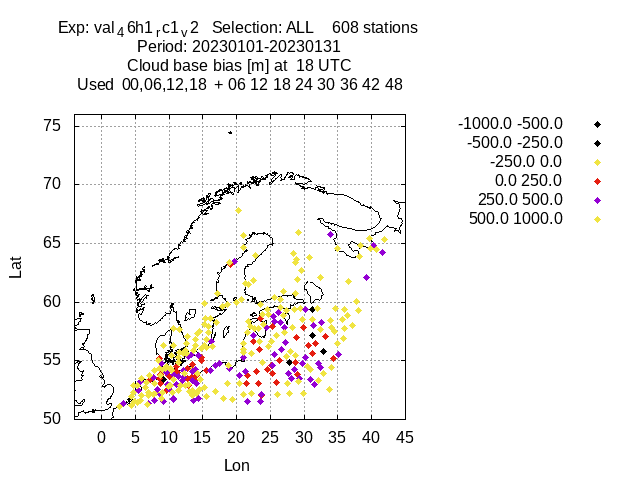 Exp: val 4 6h1 r c1 v 2 Selection: ALL 608 stations
Period: 20230101-20230131
Cloud base bias [m] at 18 UTC
Used 00,06,12,18 + 06 12 18 24 30 36 42 48
-1000.0 -500.0
-500.0 -250.0
-250.0 0.0
0.0 250.0
250.0 500.0
500.0 1000.0
75
70
65
60
55
50
Lat
0 5 10 15 20 25 30 35 40 45
Lon